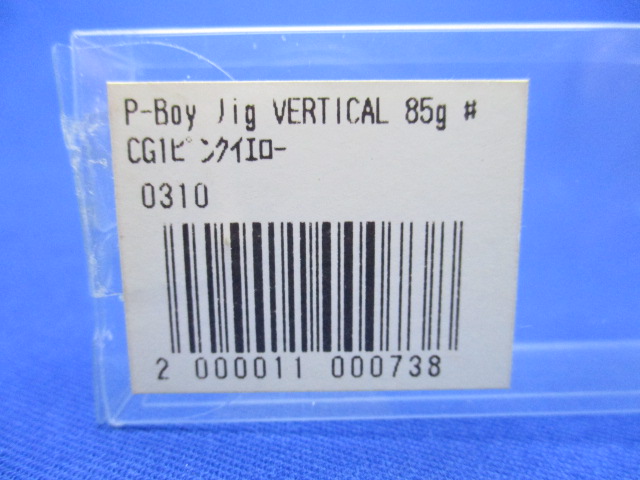 P-Boy Jig VERTICAL 85g #
CG1ﾋﾟﾝｸｲｴﾛｰ
0310
2 000011 000738